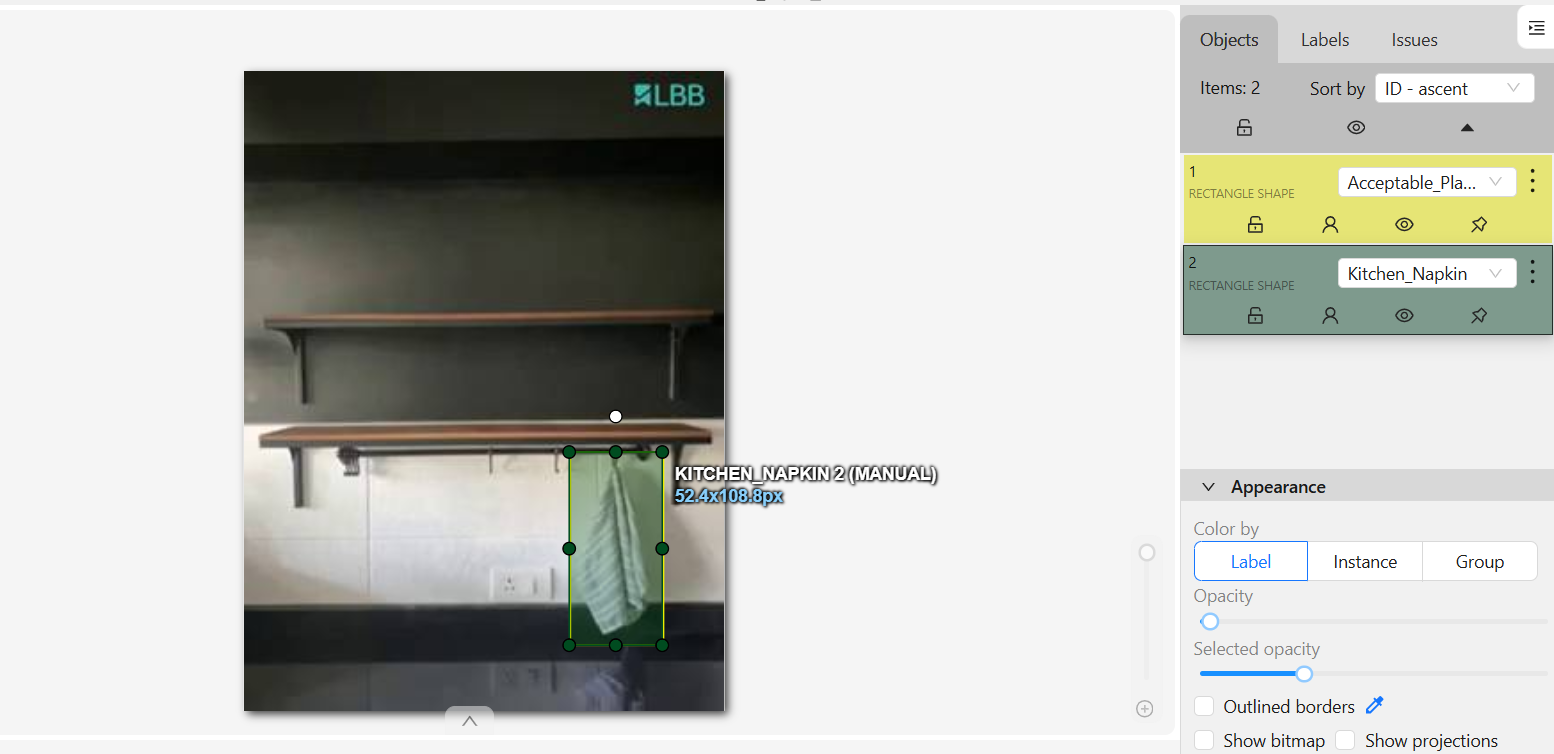 Objects
Labels
Issues
Items: 2
Sort by
ID - ascent
LBB
1
RECTANGLE SHAPE
Acceptable_Pla...
2
RECTANGLE SHAPE
Kitchen_Napkin
KITCHEN_NAPKIN 2 (MANUAL)
52.4x108.8px
Appearance
Color by
Label
Instance
Group
Opacity
Selected opacity
Outlined borders
Show bitmap
Show projections